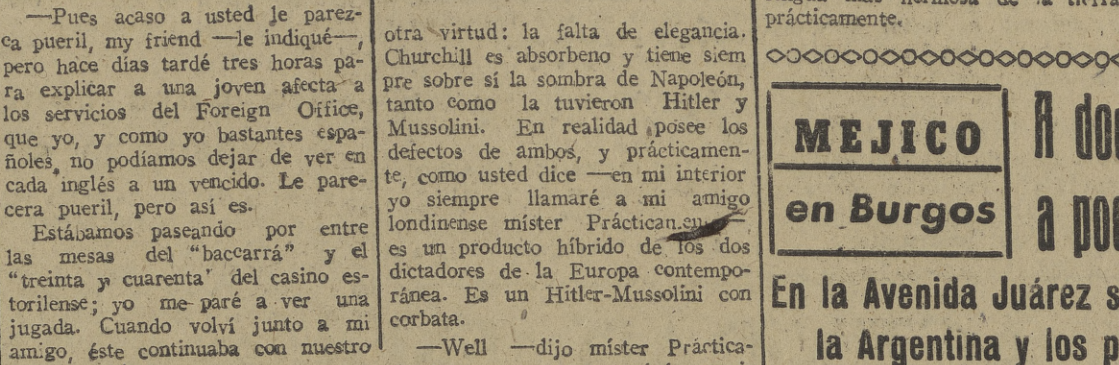 —Pues acaso a usted le parez-
ca pueril, my friend —le indiqué—,
pero hace días tardé tres horas pa-
ra explicar a una joven afecta a
los servicios del Foreign Office,
que yo, y como yo bastantes espa-
ñoles, no podíamos dejar de ver en
cada inglés a un vencido. Le pare-
cera pueril, pero así es.
Estábamos paseando por entre
las mesas del "baccarrá" y el
"treinta y cuarenta' del casino es-
torilense; yo me paré a ver una
jugada. Cuando volví junto a mi
amigo, éste continuaba con nuestro
otra virtud: la falta de elegancia.
Churchill es absorbeno y tiene siem
pre sobre sí la sombra de Napoleón,
tanto como la tuvieron Hitler y
Mussolini. En realidad posee los
defectos de ambos, y prácticamen-
te, como usted dice —en mi interior
yo siempre llamaré a mi amigo
londinense míster
es un producto híbrido de los dos
dictadores de la Europa contempo-
ránea. Es un Hitler-Mussolini con
corbata.
—Well —dijo míster Práctica-
prácticamente.
MEJICO
en Burgos
A
a
En la Avenida Juárez
la Argentina y los